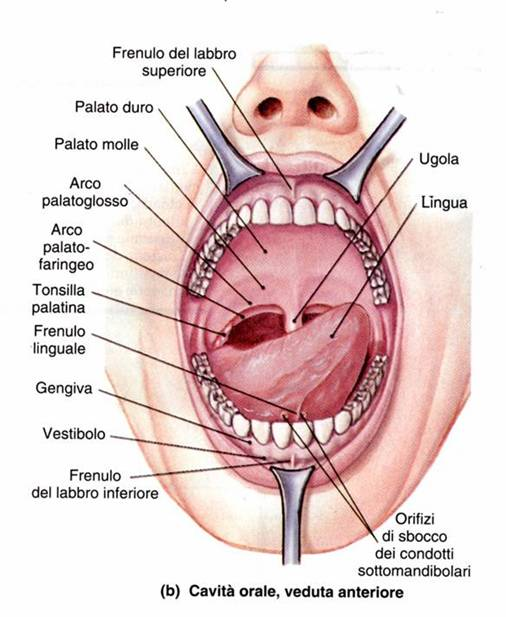 Frenulo del labbro
superiore
Palato duro
Palato molle
Arco
palatoglosso
Arco
palato-
faringeo
Tonsilla
palatina
Frenulo
linguale
Gengiva
Vestibolo
Frenulo
del labbro inferiore
Ugola
Lingua
Orifizi
di sbocco
dei condotti
sottomandibolari
(b) Cavità orale, veduta anteriore